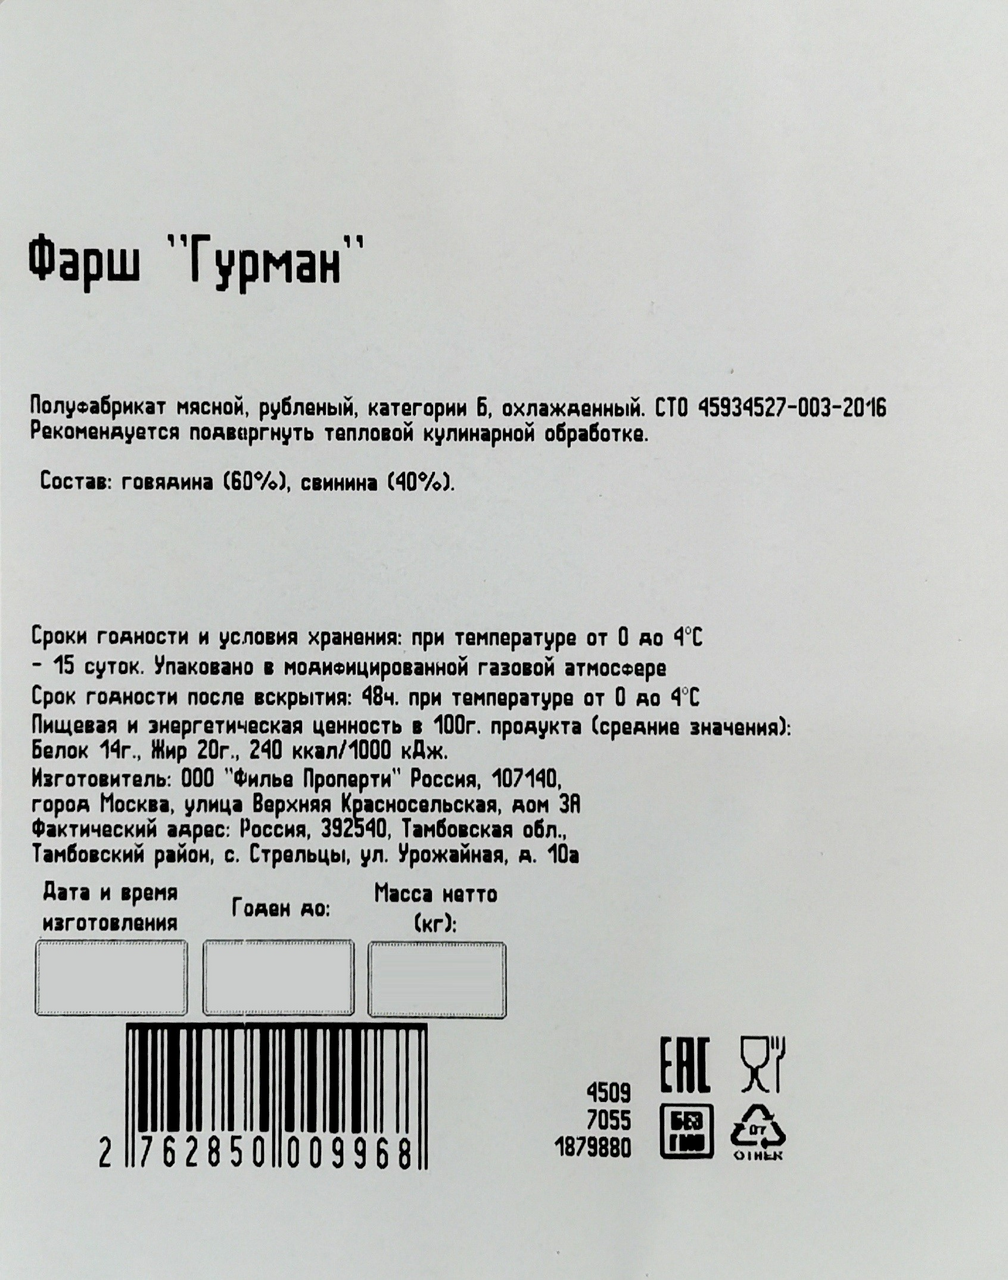 Фарш "Гурман"
Полуфабрикат мясной, рубленый, категории Б, охлажденный. СТО 45934527-003-2016
Рекомендуется подвергнуть тепловой кулинарной обработке.
Состав: говядина (60%), свинина (40%).
Сроки годности и условия хранения: при температуре от 0 до 4°С
- 15 суток. Упаковано в модифицированной газовой атмосфере
Срок годности после вскрытия: 48ч. при температуре от 0 до 4°С
Пищевая и энергетическая ценность в 100г. продукта (средние значения):
Белок 14г., Жир 20г., 240 ккал/1000 кДж.
Изготовитель: ООО "Филье Проперти" Россия, 107140,
город Москва, улица Верхняя Красносельская, дом 3А
Фактический адрес: Россия, 392540, Тамбовская обл.,
Тамбовский район, с. Стрельцы, ул. Урожайная, д. 10а
Дата и время
изготовления
Годен до:
Масса нетто
(кг):
2 762850 009968
4509
7055
1879880
ЕАС
БЕЗ
ГМО
07
OTHER